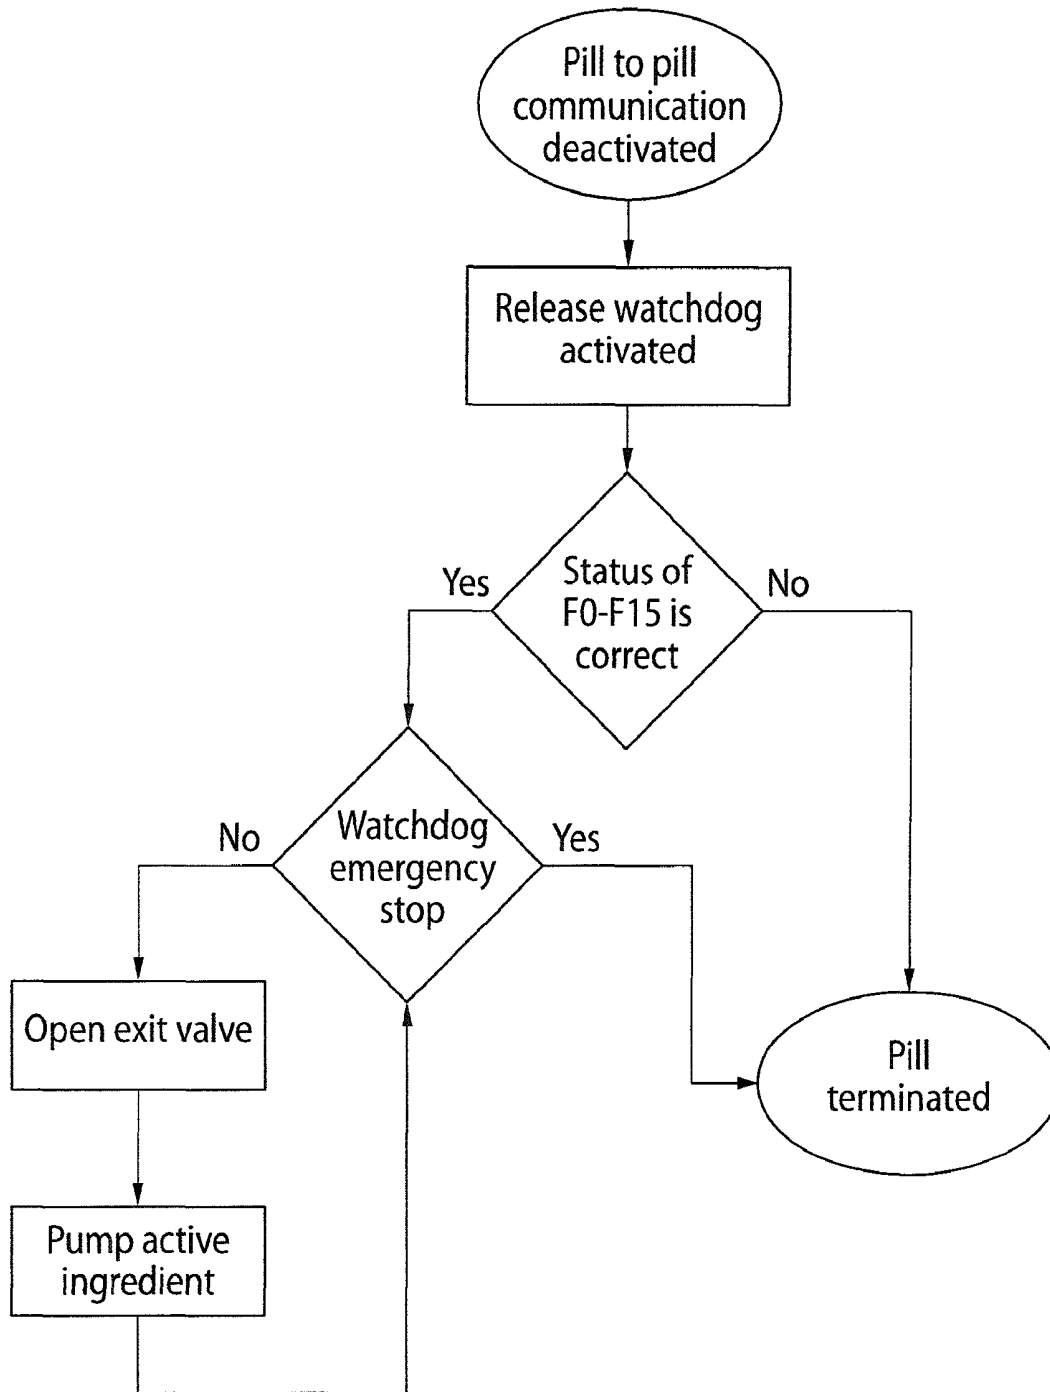 Pill to pill
communication
deactivated
Release watchdog
activated
Status of
F0-F15 is
correct
Yes
No
Watchdog
emergency
stop
No
Yes
Open exit valve
Pill
terminated
Pump active
ingredient